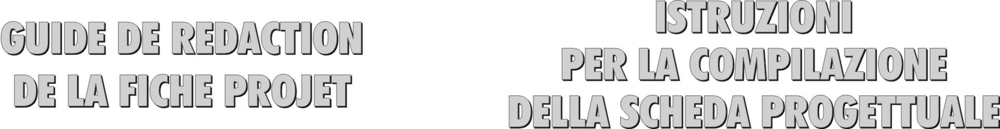 GUIDE DE REDACTION
DE LA FICHE PROJET
ISTRUZIONI
PER LA COMPILAZIONE
DELLA SCHEDA PROGETTUALE